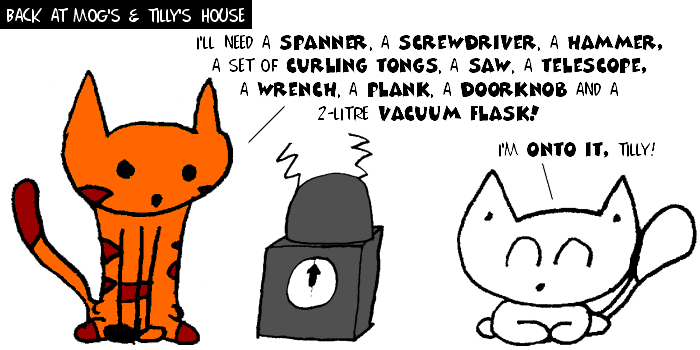 BACK AT MOG'S & TILLY'S HOUSE
I'LL NEED A SPANNER, A SCREWDRIVER, A HAMMER,
A SET OF CURLING TONGS, A SAW, A TELESCOPE,
A WRENCH, A PLANK, A DOORKNOB AND A
2-LITRE VACUUM FLASK!
I'M ONTO IT, TILLY!